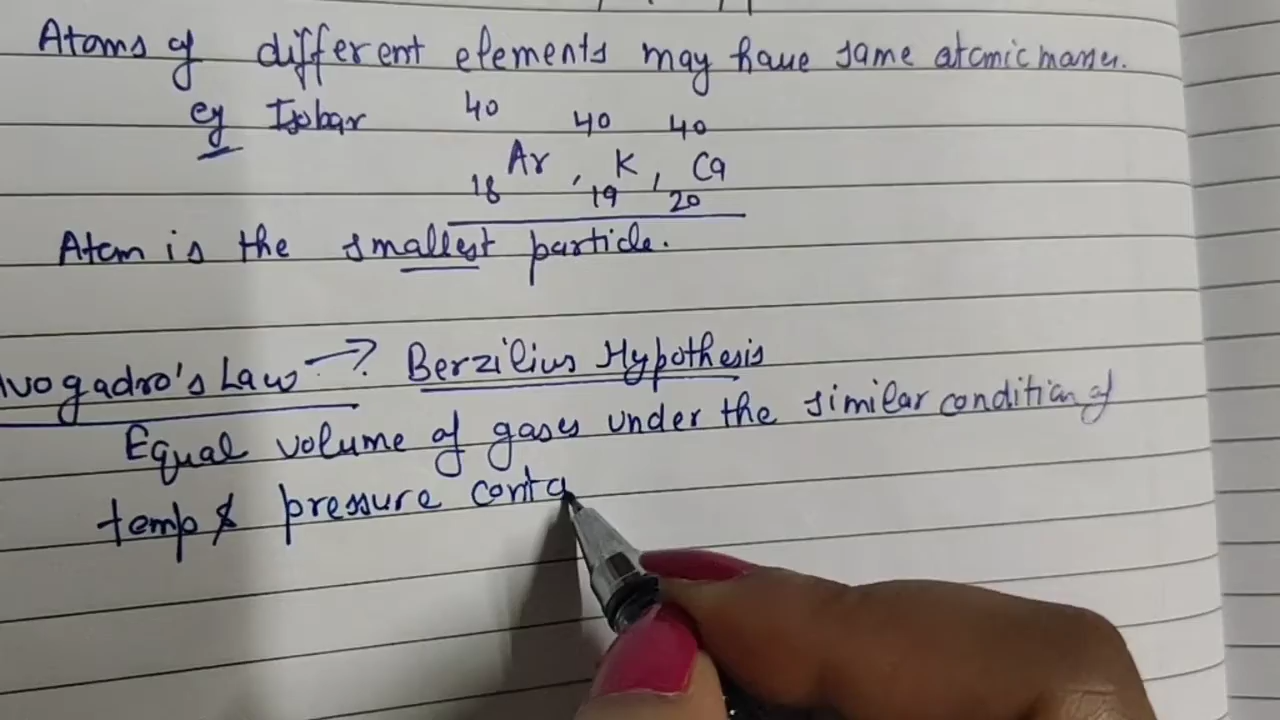 Atoms of different elements may have same atomic masses.
eg Isobar 40 40 40
18 Ar, 19 K, 20 Ca
Atom is the smallest particle.
vogadro's Law → ? Berzilius Hypothesis
Equal volume of gases under the similar condition of
temp & pressure conta